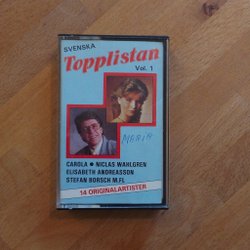 SVENSKA
Topplistan
Vol. 1
MARIA
CAROLA ● NICLAS WAHLGREN
ELISABETH ANDREASSON
STEFAN BORSCH M.FL
14 ORIGINALARTISTER